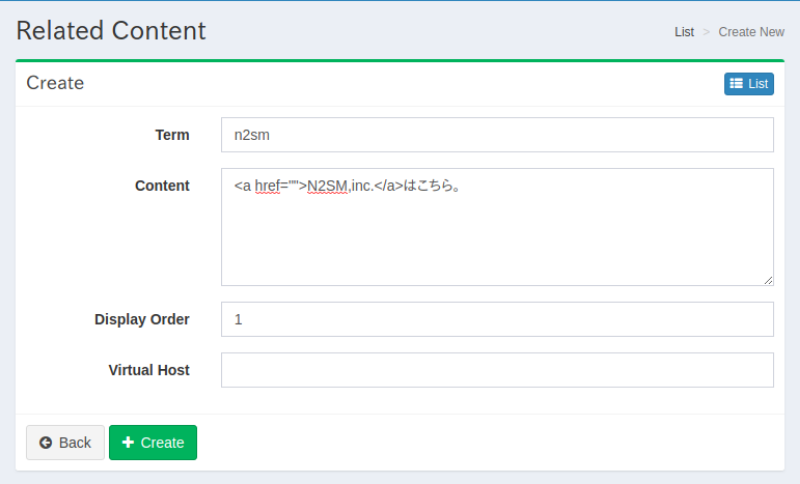 Related Content
List > Create New
Create
List
Term
n2sm
Content
<a href="">N2SM,inc.</a>はこちら。
Display Order
1
Virtual Host
Back
Create